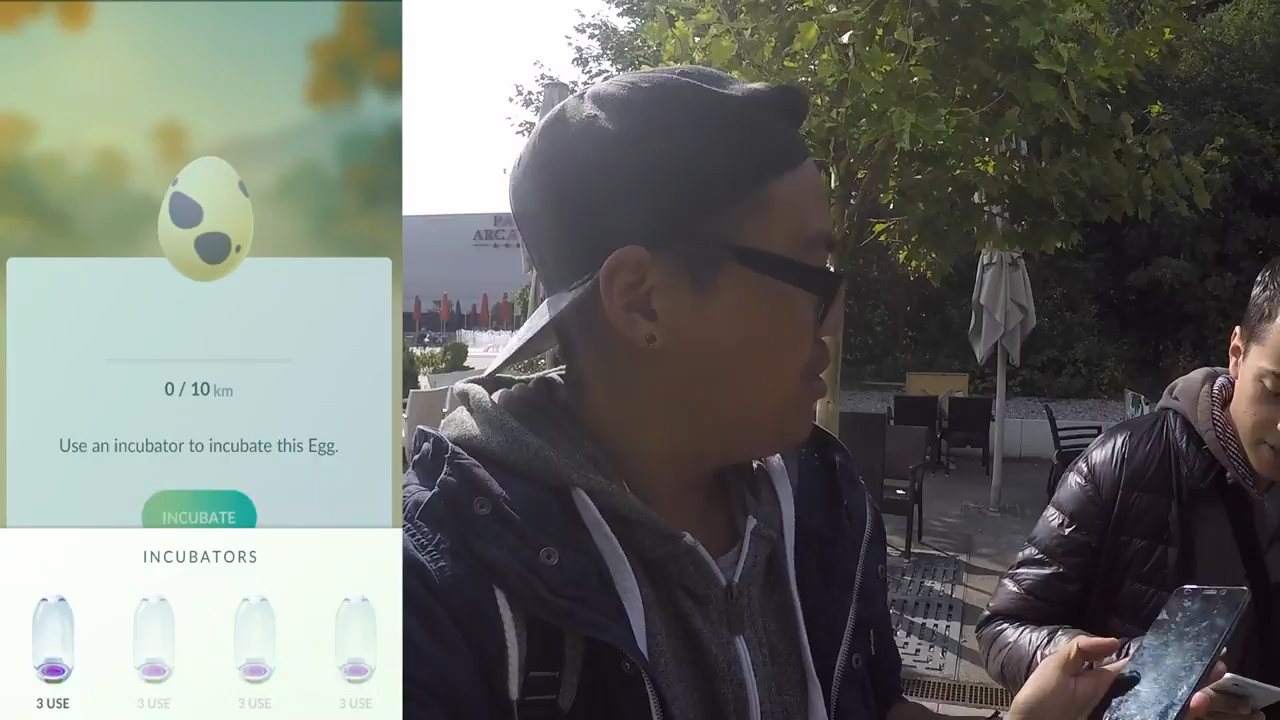 0 / 10 km
Use an incubator to incubate this Egg.
INCUBATE
INCUBATORS
3 USE
3 USE
3 USE
3 USE